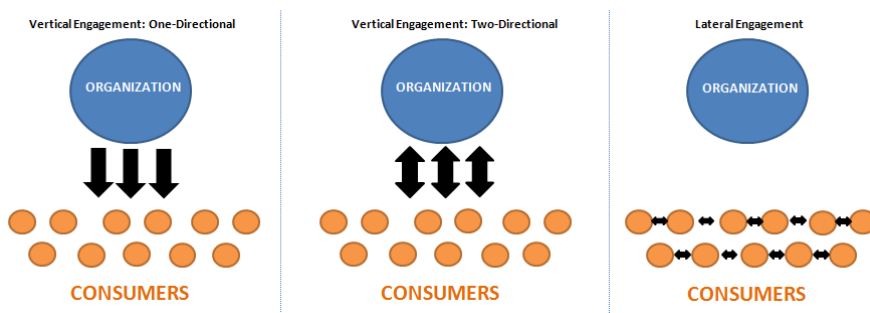 Vertical Engagement: One-Directional
ORGANIZATION
CONSUMERS
Vertical Engagement: Two-Directional
ORGANIZATION
CONSUMERS
Lateral Engagement
ORGANIZATION
CONSUMERS